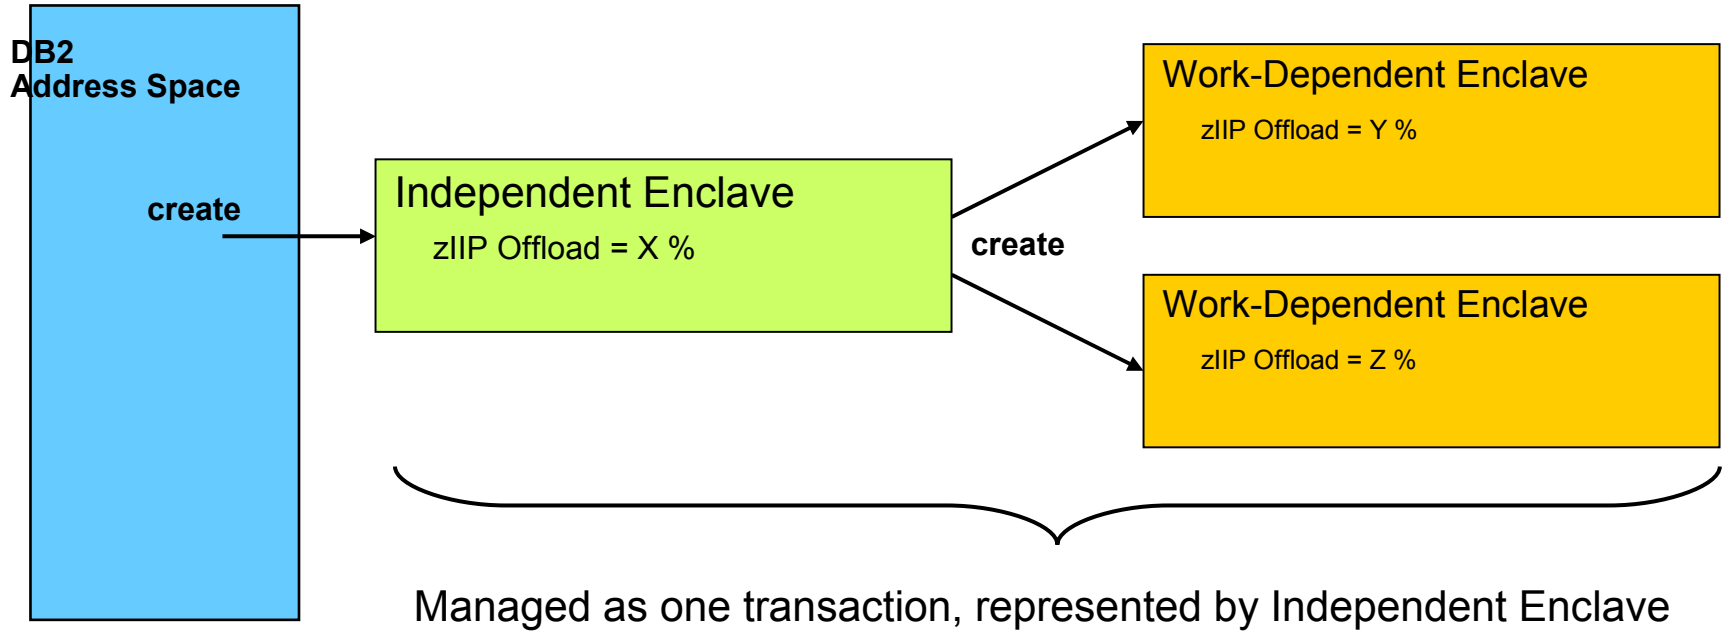 DB2
Address Space
create
Independent Enclave
zIIP Offload = X %
create
Work-Dependent Enclave
zIIP Offload = Y %
Work-Dependent Enclave
zIIP Offload = Z %
Managed as one transaction, represented by Independent Enclave